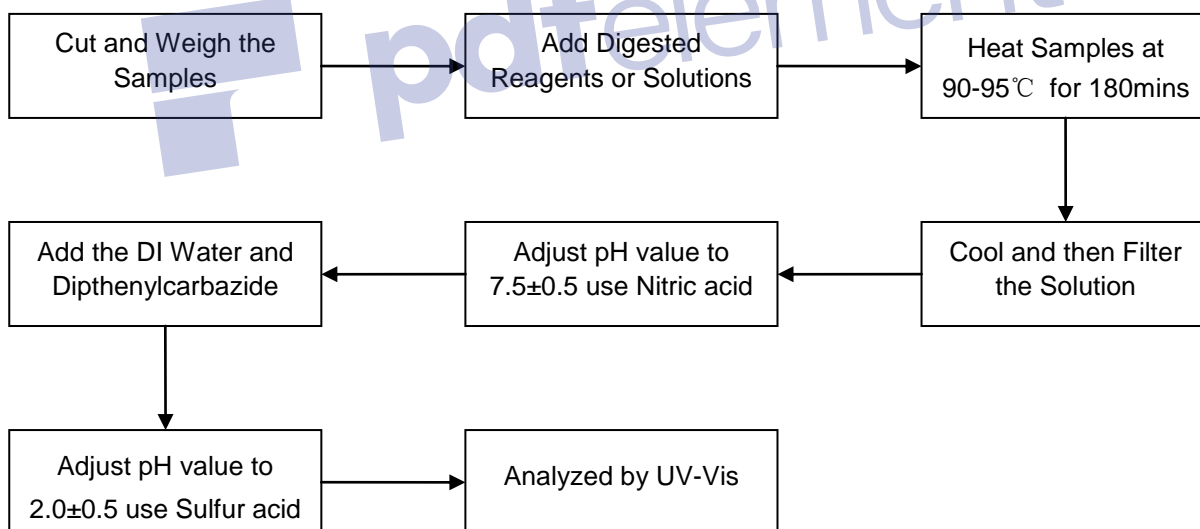 pdfelement
Cut and Weigh the
Samples
Add Digested
Reagents or Solutions
Heat Samples at
90-95℃ for 180mins
Cool and then Filter
the Solution
Adjust pH value to
7.5±0.5 use Nitric acid
Add the DI Water and
Dipthenylcarbazide
Adjust pH value to
2.0±0.5 use Sulfur acid
Analyzed by UV-Vis